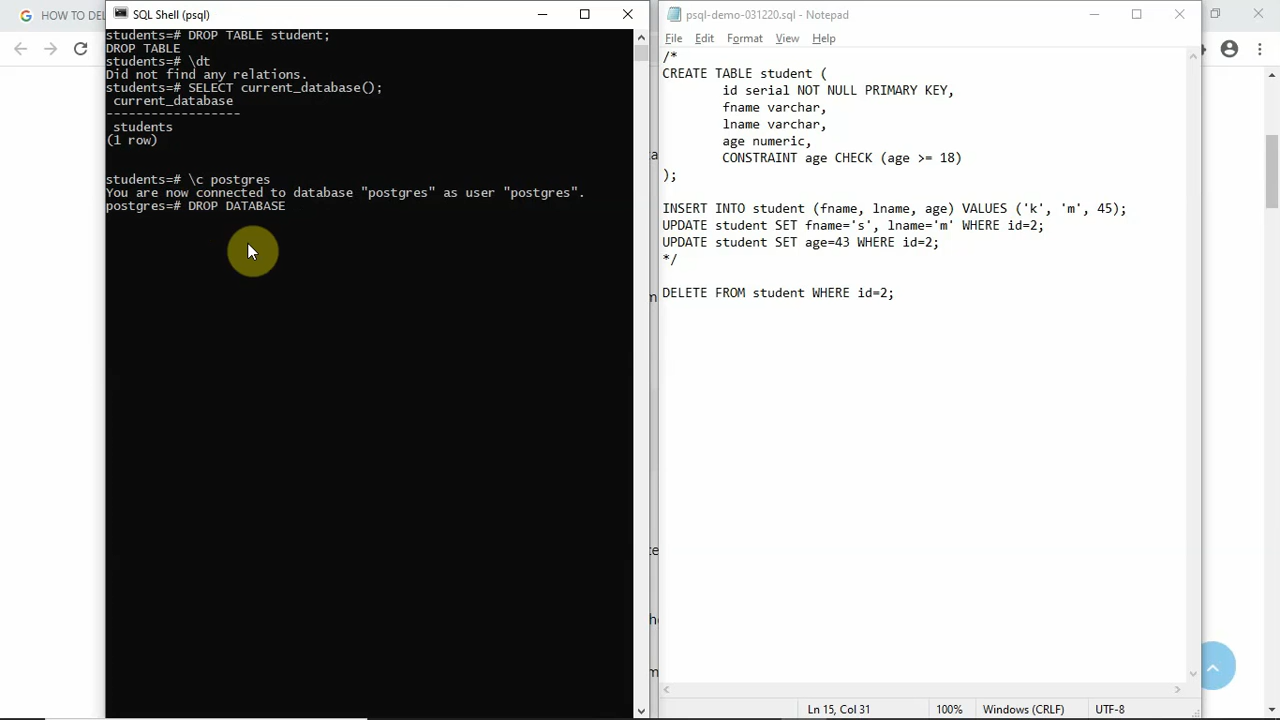 HOW TO DEL
SQL Shell (psql)
students=# DROP TABLE student;
DROP TABLE
students=# \dt
Did not find any relations.
students=# SELECT current_database();
current_database
------------------
students
(1 row)
students=# \c postgres
You are now connected to database "postgres" as user "postgres".
postgres=# DROP DATABASE
psql-demo-031220.sql - Notepad
File Edit Format View Help
/*
CREATE TABLE student (
id serial NOT NULL PRIMARY KEY,
fname varchar,
lname varchar,
age numeric,
CONSTRAINT age CHECK (age >= 18)
);
INSERT INTO student (fname, lname, age) VALUES ('k', 'm', 45);
UPDATE student SET fname='s', lname='m' WHERE id=2;
UPDATE student SET age=43 WHERE id=2;
*/
DELETE FROM student WHERE id=2;
Ln 15, Col 31 100% Windows (CRLF) UTF-8